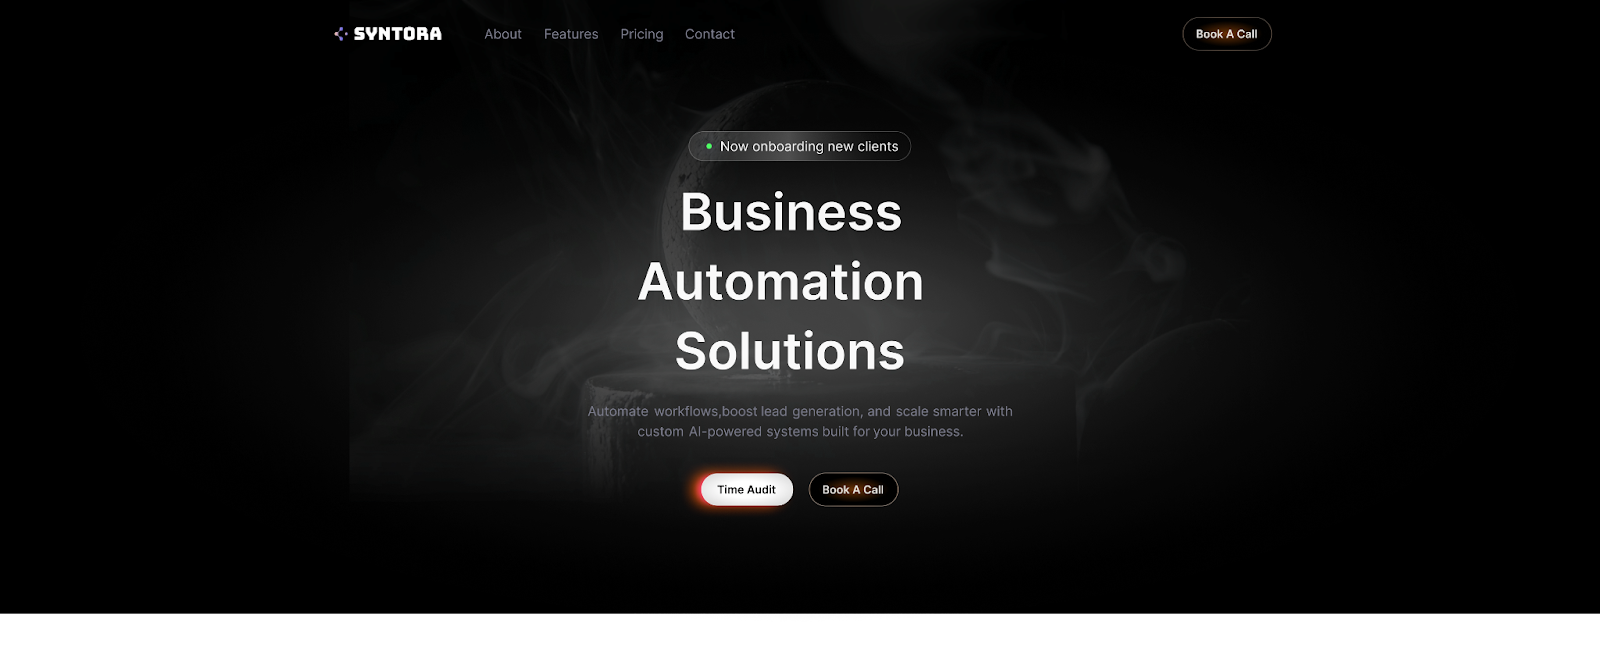 SYNTORA
About
Features
Pricing
Contact
Book A Call
Now onboarding new clients
Business
Automation
Solutions
Automate workflows,boost lead generation, and scale smarter with
custom AI-powered systems built for your business.
Time Audit
Book A Call